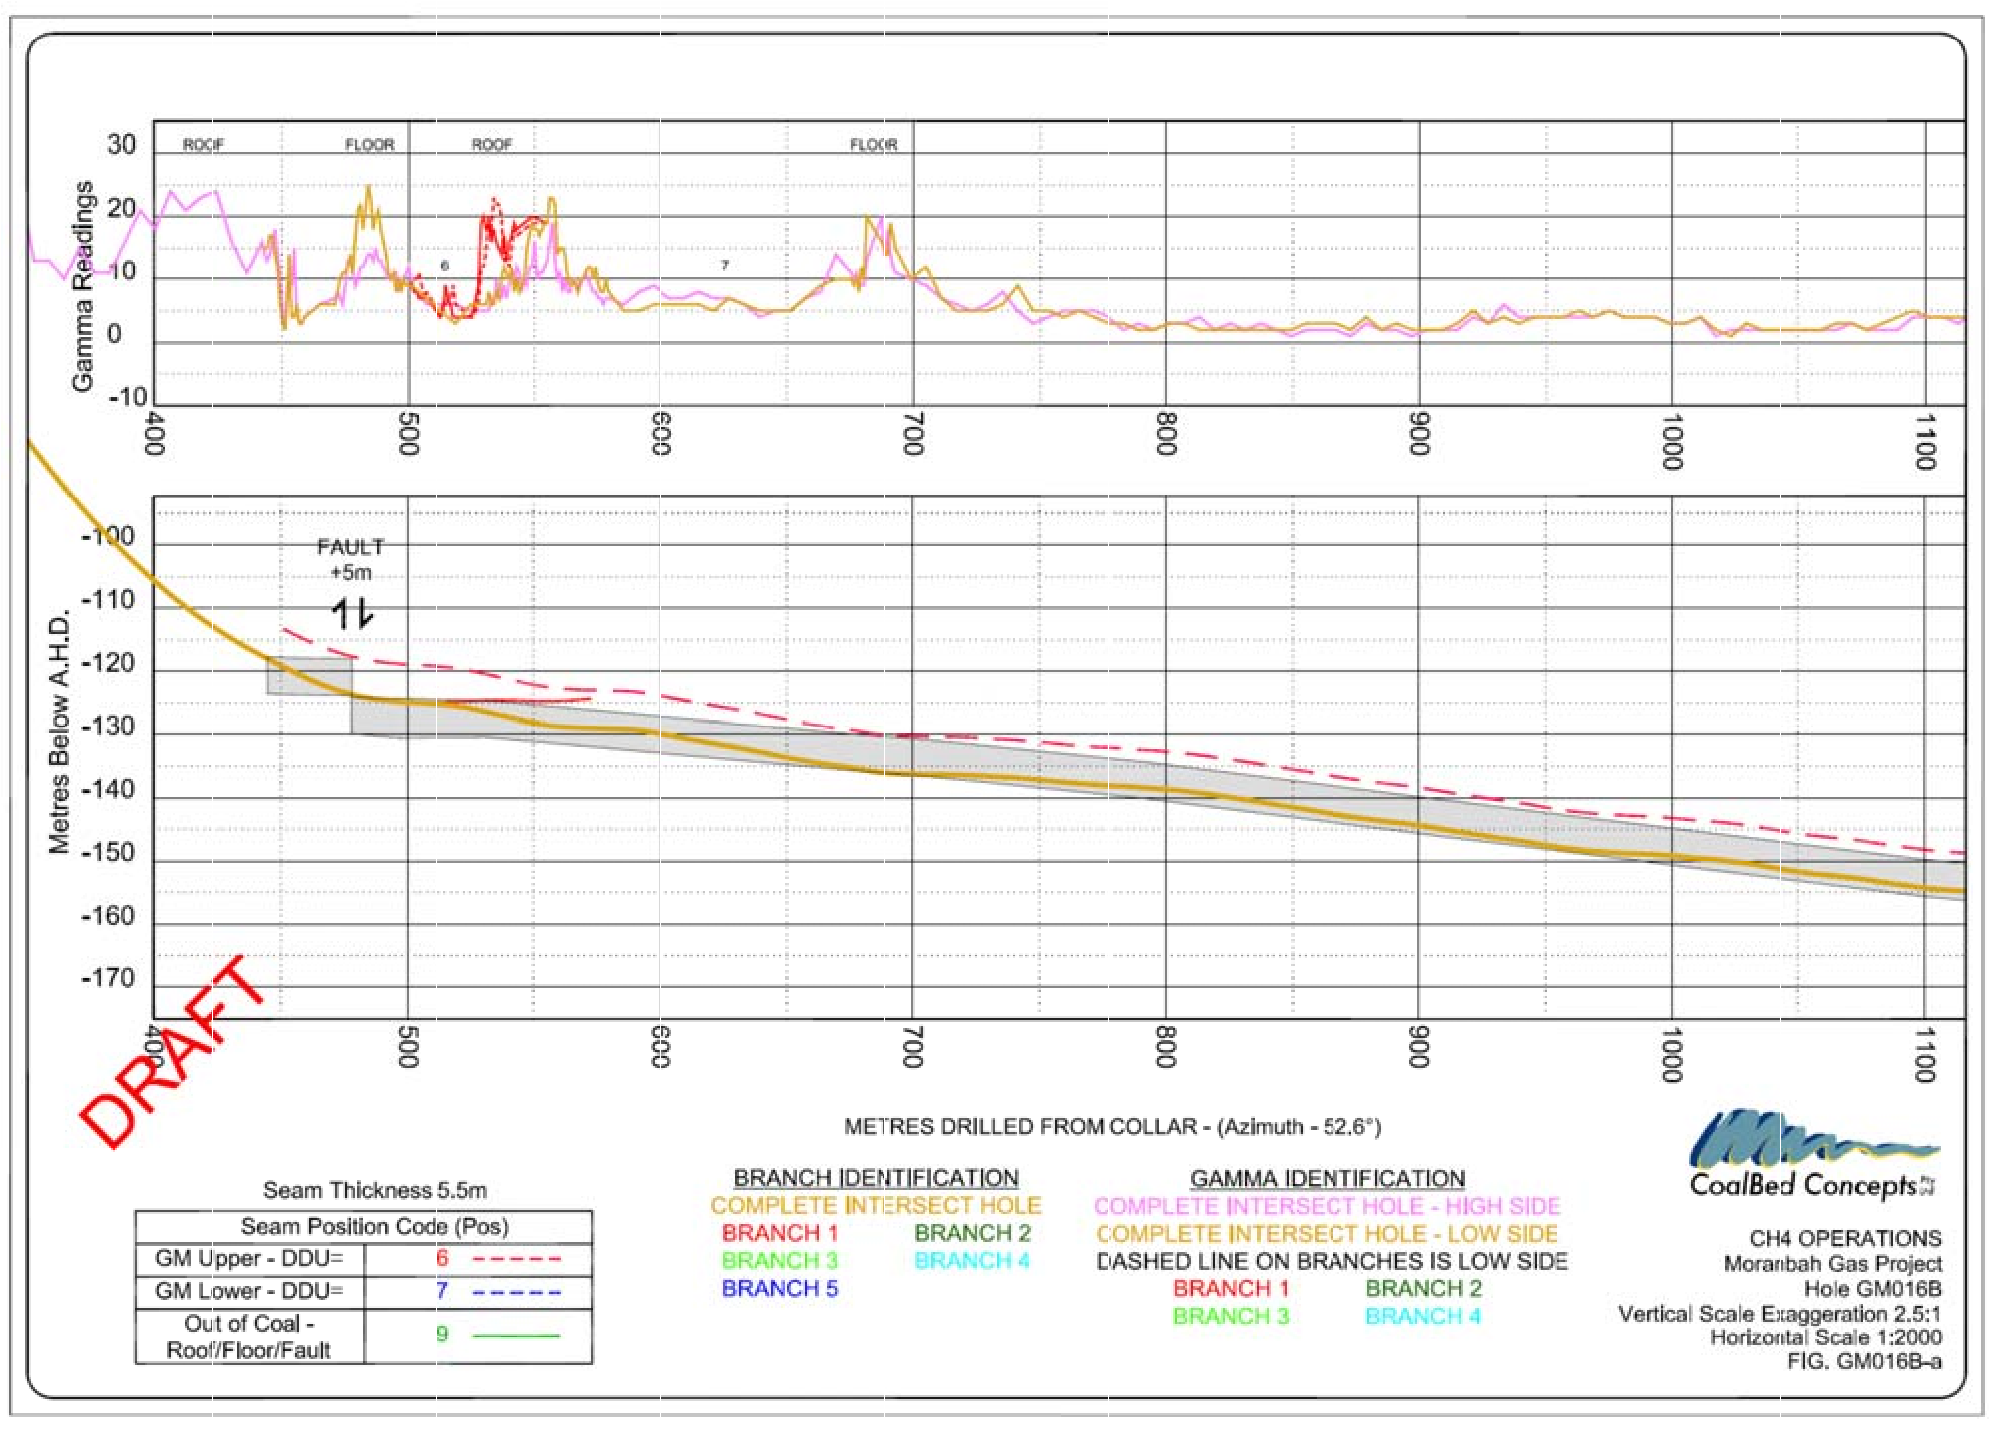 30
20
10
0
-10
Gamma Readings
ROOF FLOOR ROOF FLOOR
6 7
400 500 600 700 800 900 1000 1100
-100
-110
-120
-130
-140
-150
-160
-170
Metres Below A.H.D.
FAULT
+5m
400 500 600 700 800 900 1000 1100
DRAFT
METRES DRILLED FROM COLLAR - (Azimuth - 52.6°)
Seam Thickness 5.5m
Seam Position Code (Pos)
GM Upper - DDU= 6
GM Lower - DDU= 7
Out of Coal -
Roof/Floor/Fault 9
BRANCH IDENTIFICATION
COMPLETE INTERSECT HOLE
BRANCH 1 BRANCH 2
BRANCH 3 BRANCH 4
BRANCH 5
GAMMA IDENTIFICATION
COMPLETE INTERSECT HOLE - HIGH SIDE
COMPLETE INTERSECT HOLE - LOW SIDE
DASHED LINE ON BRANCHES IS LOW SIDE
BRANCH 1 BRANCH 2
BRANCH 3 BRANCH 4
CoalBed Concepts
CH4 OPERATIONS
Moranbah Gas Project
Hole GM016B
Vertical Scale Exaggeration 2.5:1
Horizontal Scale 1:2000
FIG. GM016B-a